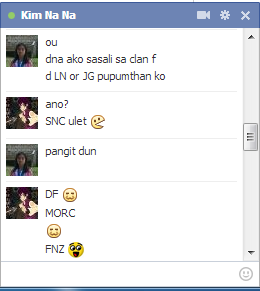 Kim Na Na
ou
dna ako sasali sa clan f
d LN or JG pupumthan ko
ano?
SNC ulet
pangit dun
DF
MORC
FNZ